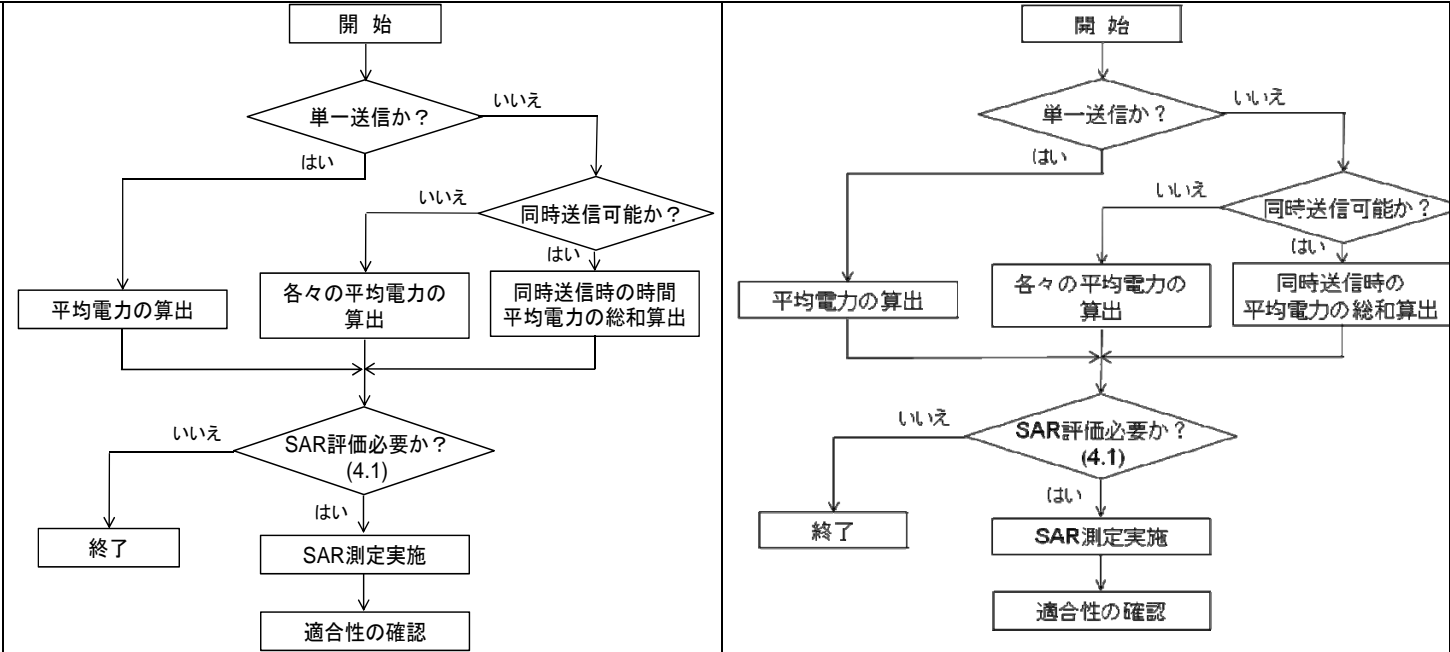 開 始
単一送信か？
いいえ
はい
いいえ
同時送信可能か？
はい
平均電力の算出
各々の平均電力の
算出
同時送信時の時間
平均電力の総和算出
いいえ
SAR評価必要か？
(4.1)
はい
終了
SAR測定実施
適合性の確認
開 始
単一送信か？
いいえ
はい
いいえ
同時送信可能か？
はい
平均電力の算出
各々の平均電力の
算出
同時送信時の
平均電力の総和算出
いいえ
SAR評価必要か？
(4.1)
はい
終了
SAR測定実施
適合性の確認